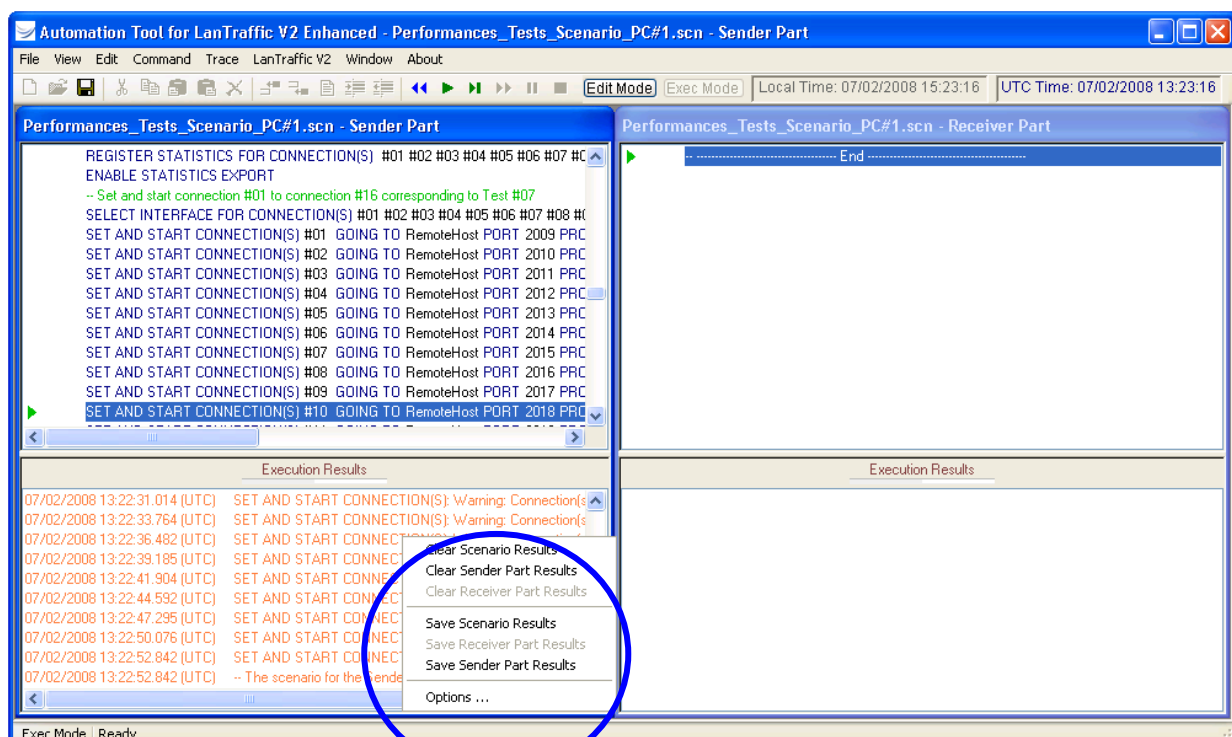 Automation Tool for LanTraffic V2 Enhanced - Performances_Tests_Scenario_PC#1.scn - Sender Part
File View Edit Command Trace LanTraffic V2 Window About
Edit Mode Exec Mode Local Time: 07/02/2008 15:23:16 UTC Time: 07/02/2008 13:23:16
Performances_Tests_Scenario_PC#1.scn - Sender Part
REGISTER STATISTICS FOR CONNECTION(S) #01 #02 #03 #04 #05 #06 #07
ENABLE STATISTICS EXPORT
-- Set and start connection #01 to connection #16 corresponding to Test #07
SELECT INTERFACE FOR CONNECTION(S) #01 #02 #03 #04 #05 #06 #07 #08
SET AND START CONNECTION(S) #01 GOING TO RemoteHost PORT 2009 PRO
SET AND START CONNECTION(S) #02 GOING TO RemoteHost PORT 2010 PRO
SET AND START CONNECTION(S) #03 GOING TO RemoteHost PORT 2011 PRO
SET AND START CONNECTION(S) #04 GOING TO RemoteHost PORT 2012 PRO
SET AND START CONNECTION(S) #05 GOING TO RemoteHost PORT 2013 PRO
SET AND START CONNECTION(S) #06 GOING TO RemoteHost PORT 2014 PRO
SET AND START CONNECTION(S) #07 GOING TO RemoteHost PORT 2015 PRO
SET AND START CONNECTION(S) #08 GOING TO RemoteHost PORT 2016 PRO
SET AND START CONNECTION(S) #09 GOING TO RemoteHost PORT 2017 PRO
SET AND START CONNECTION(S) #10 GOING TO RemoteHost PORT 2018 PRO
Execution Results
07/02/2008 13:22:31.014 (UTC) SET AND START CONNECTION(S): Warning: Connection(s
07/02/2008 13:22:33.764 (UTC) SET AND START CONNECTION(S): Warning: Connection(s
07/02/2008 13:22:36.482 (UTC) SET AND START CONNECTION(S)
07/02/2008 13:22:39.185 (UTC) SET AND START CONNEC
07/02/2008 13:22:41.904 (UTC) SET AND START CONNEC
07/02/2008 13:22:44.592 (UTC) SET AND START CONNEC
07/02/2008 13:22:47.295 (UTC) SET AND START CONNEC
07/02/2008 13:22:50.076 (UTC) SET AND START CONNEC
07/02/2008 13:22:52.842 (UTC) SET AND START CONNEC
07/02/2008 13:22:52.842 (UTC) -- The scenario for the Sende
Clear Scenario Results
Clear Sender Part Results
Clear Receiver Part Results
Save Scenario Results
Save Receiver Part Results
Save Sender Part Results
Options ...
Performances_Tests_Scenario_PC#1.scn - Receiver Part
-- ---------------------------------- End ---------------------------------------
Execution Results
Exec Mode Ready